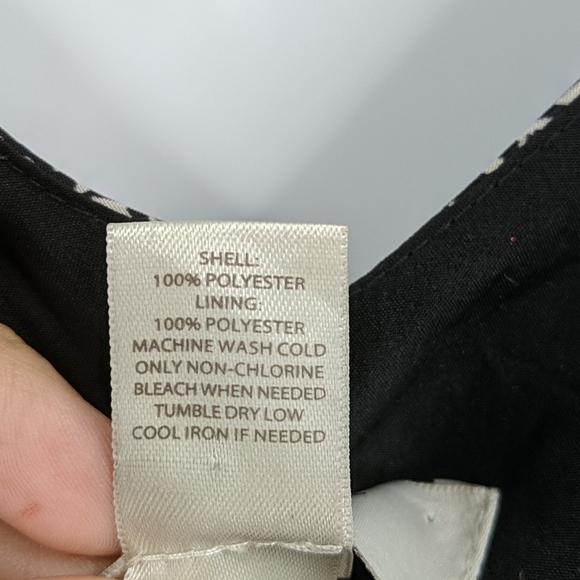 SHELL:
100% POLYESTER
LINING:
100% POLYESTER
MACHINE WASH COLD
ONLY NON-CHLORINE
BLEACH WHEN NEEDED
TUMBLE DRY LOW
COOL IRON IF NEEDED